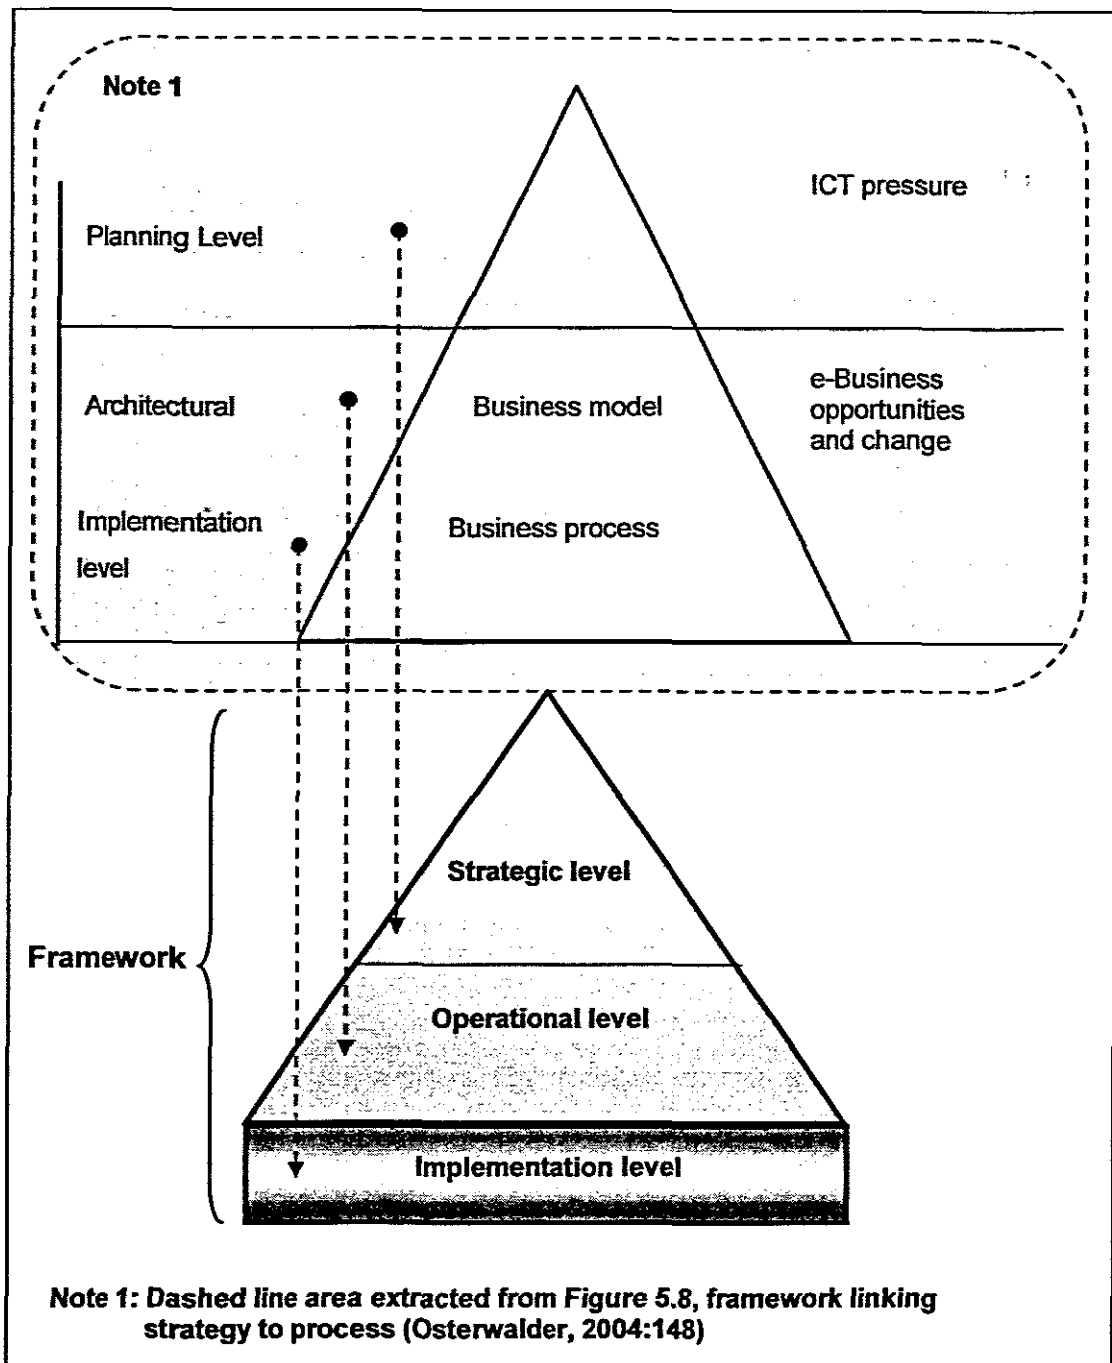 Note 1
ICT pressure
Planning Level
Architectural
Business model
e-Business
opportunities
and change
Implementation
level
Business process
Strategic level
Framework
Operational level
Implementation level
Note 1: Dashed line area extracted from Figure 5.8, framework linking
strategy to process (Osterwalder, 2004:148)